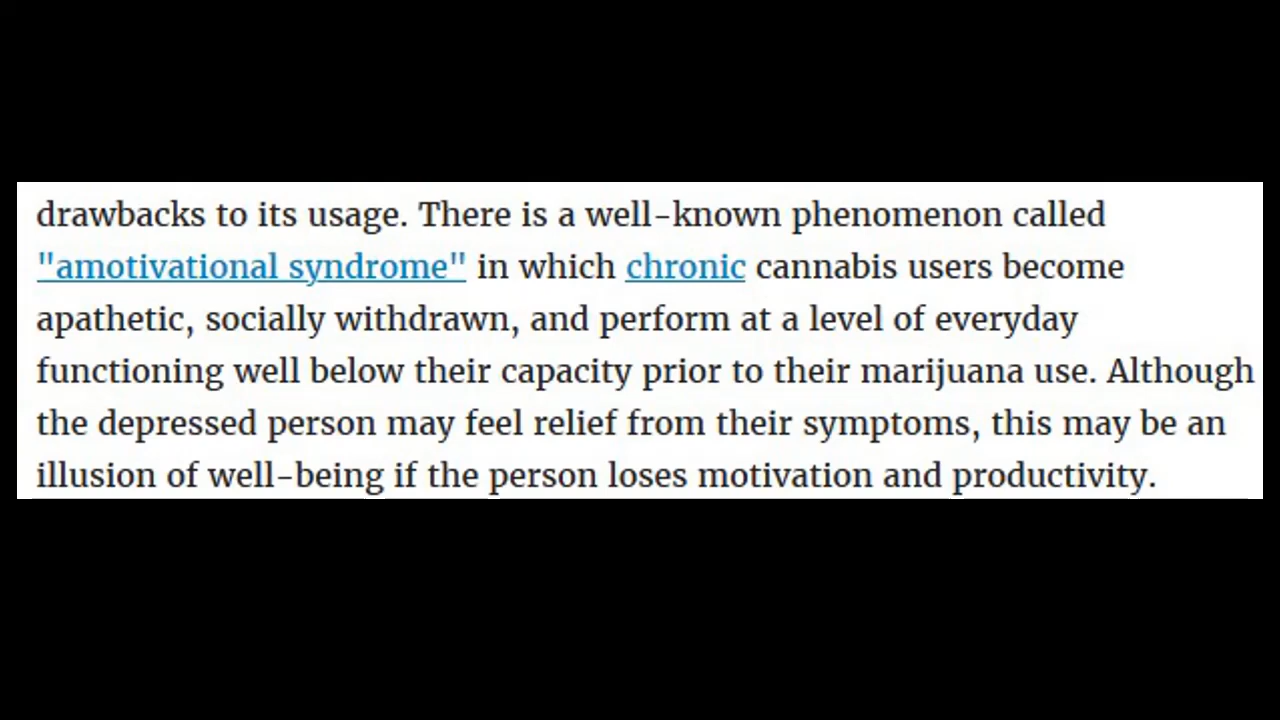 drawbacks to its usage. There is a well-known phenomenon called
"amotivational syndrome" in which chronic cannabis users become
apathetic, socially withdrawn, and perform at a level of everyday
functioning well below their capacity prior to their marijuana use. Although
the depressed person may feel relief from their symptoms, this may be an
illusion of well-being if the person loses motivation and productivity.